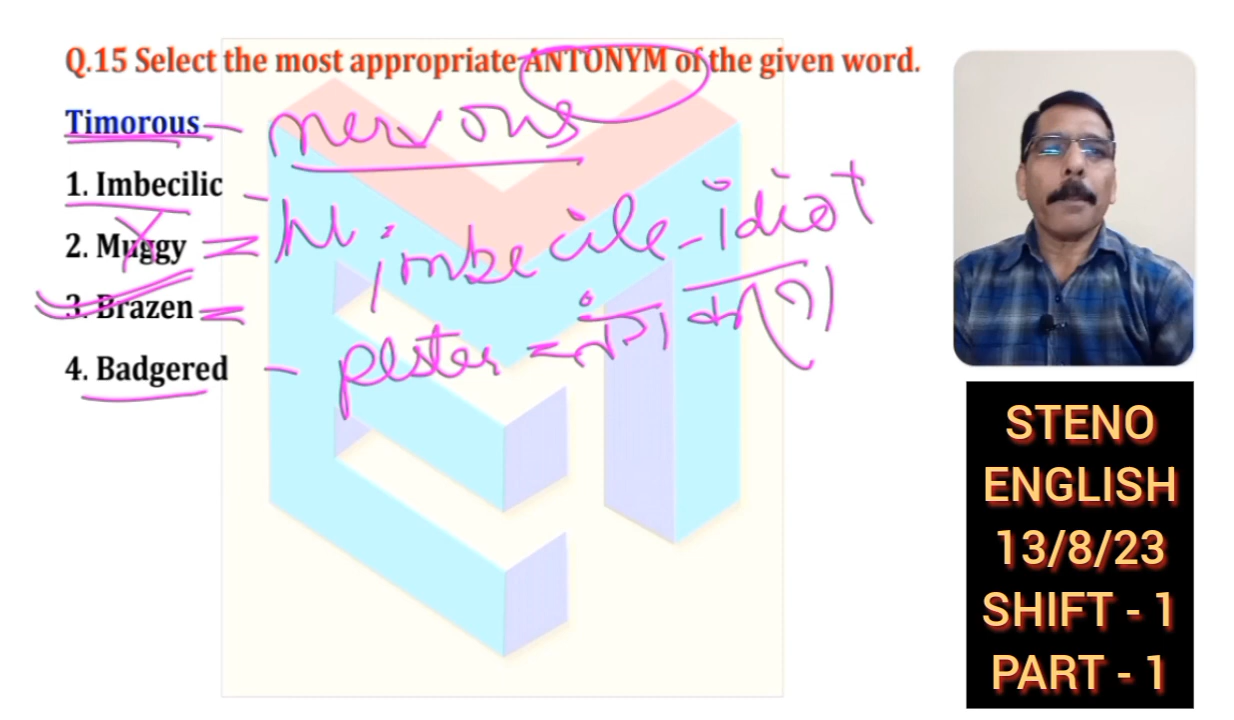 Q.15 Select the most appropriate ANTONYM of the given word.
Timorous - nervous
1. Imbecilic - imbecile - idiot
2. Muggy =
3. Brazen =
4. Badgered - pester = तंग करना
STENO
ENGLISH
13/8/23
SHIFT - 1
PART - 1